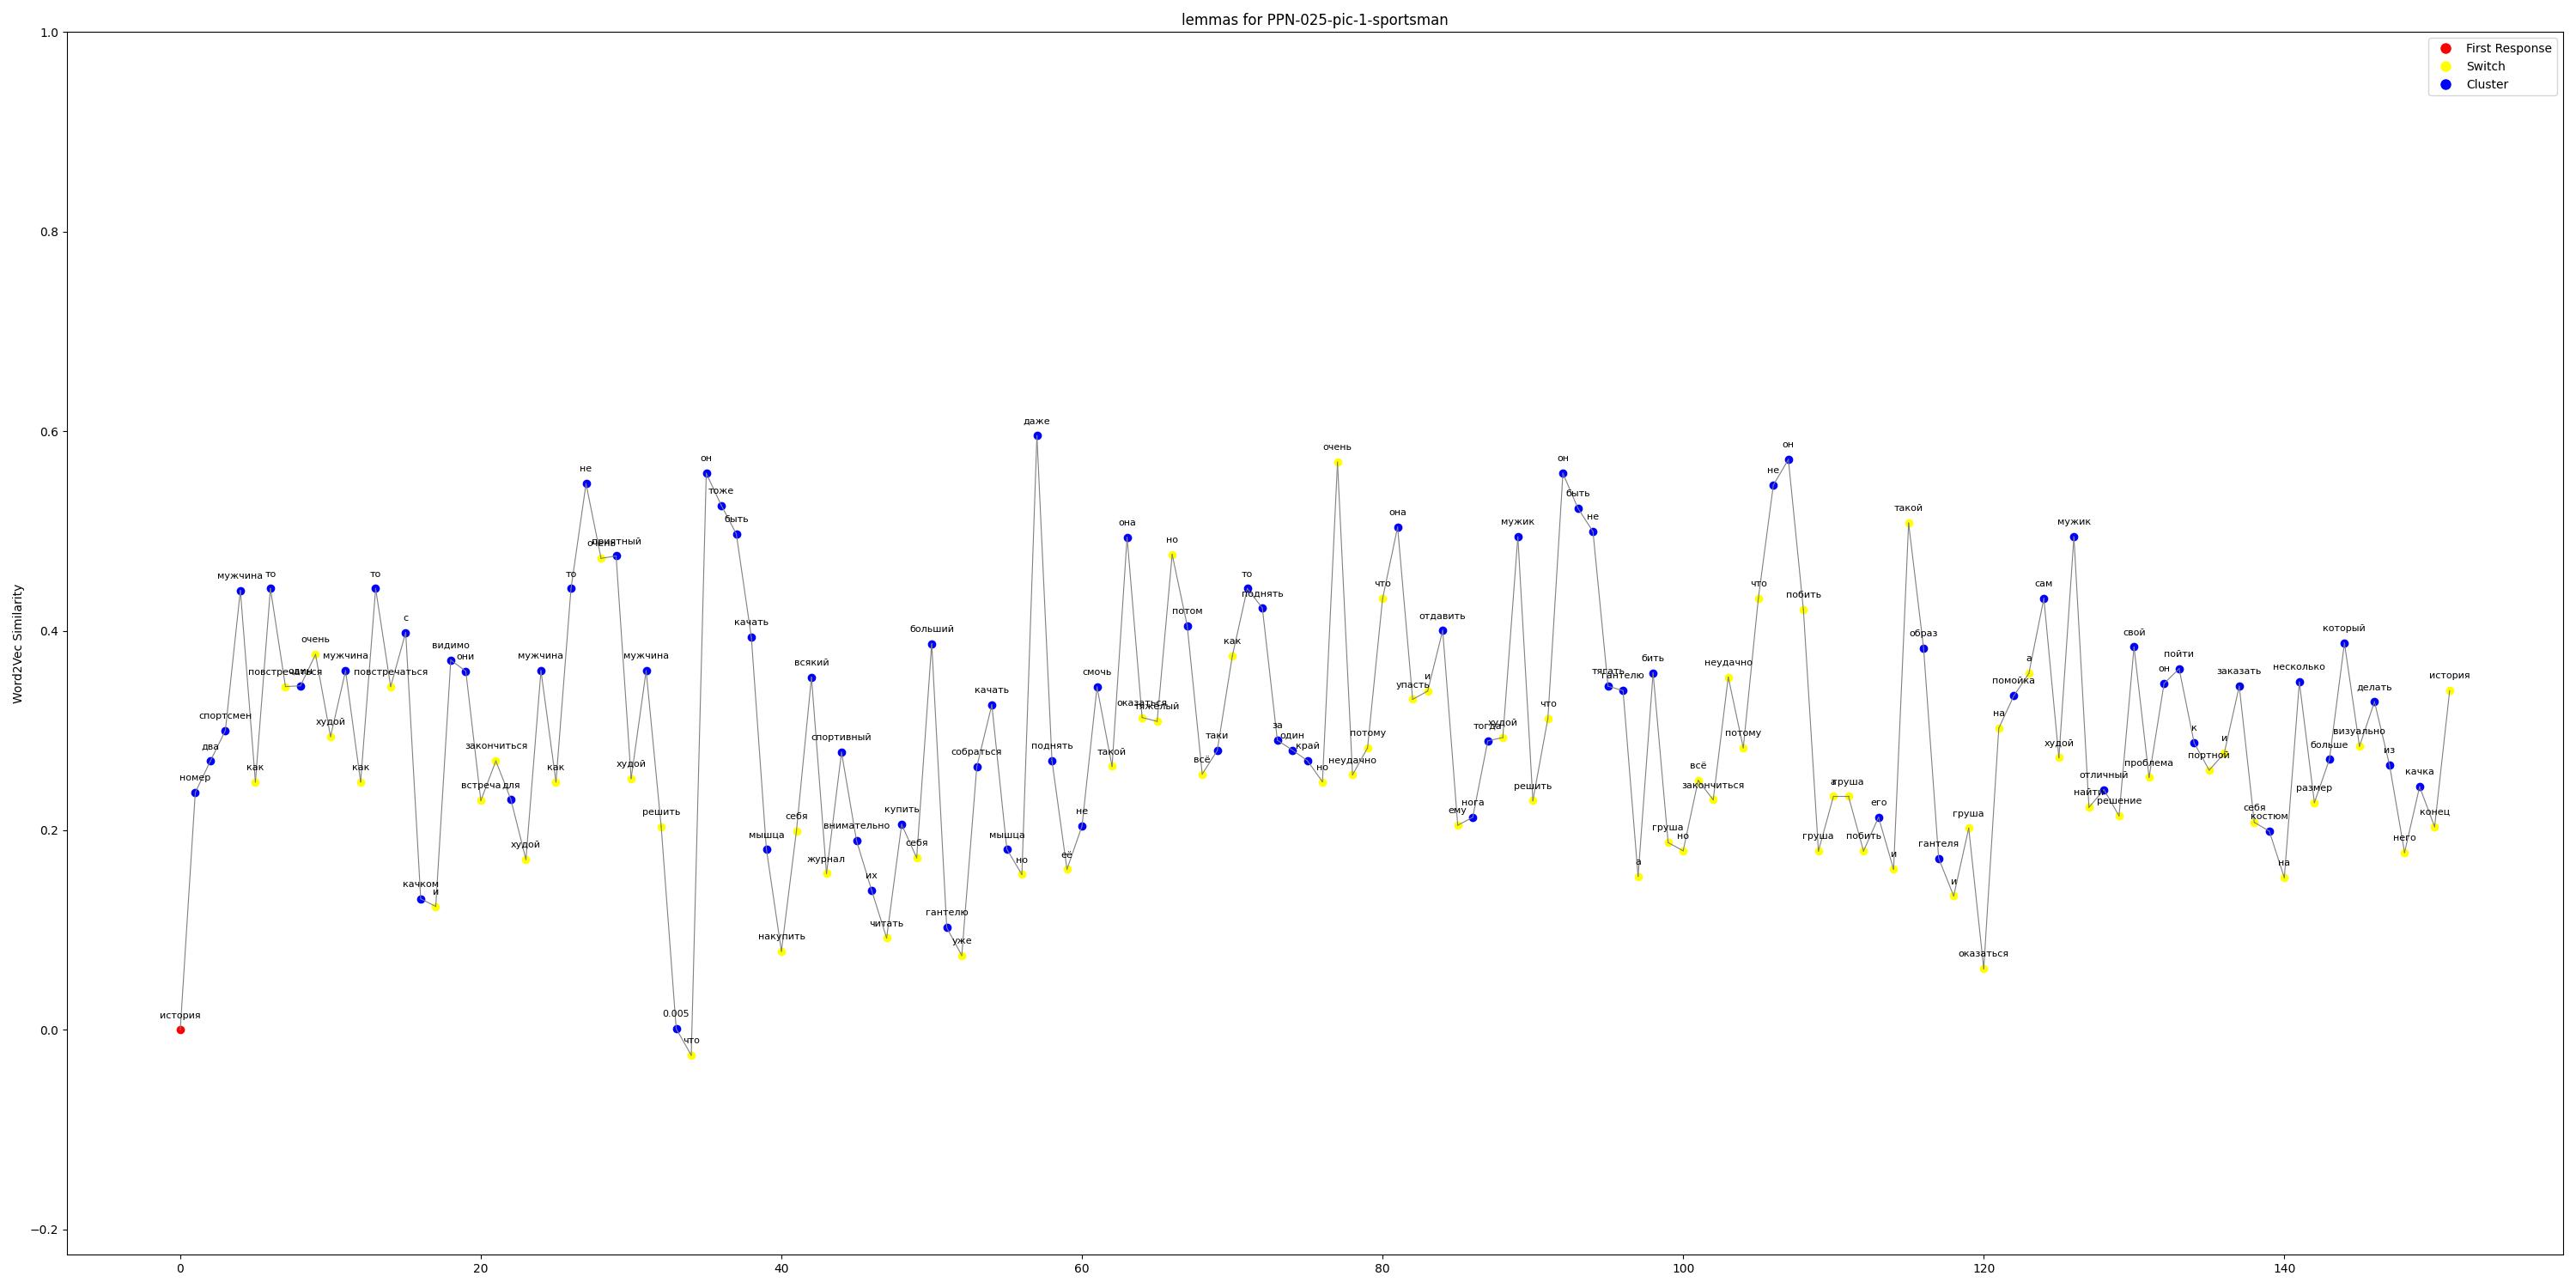 lemmas for PPN-025-pic-1-sportsman
Word2Vec Similarity
1.0
0.8
0.6
0.4
0.2
0.0
−0.2
0
20
40
60
80
100
120
140
First Response
Switch
Cluster
история
номер
два
спортсмен
мужчина
как
то
повстречаться
один
очень
худой
мужчина
как
то
повстречаться
с
качком
и
видимо
они
встреча
закончиться
для
худой
мужчина
как
то
не
очень
приятный
худой
мужчина
решить
0.005
что
он
тоже
быть
качать
мышца
накупить
себя
всякий
журнал
спортивный
внимательно
их
читать
купить
себя
больший
гантелю
уже
собраться
качать
мышца
но
даже
поднять
её
не
смочь
такой
она
оказаться
тяжелый
но
потом
всё
таки
как
то
поднять
за
один
край
но
очень
неудачно
потому
что
она
упасть
и
отдавить
ему
нога
тогда
худой
мужик
решить
что
он
быть
не
тягать
гантелю
а
бить
груша
но
всё
закончиться
неудачно
потому
что
не
он
побить
груша
а
груша
побить
его
и
такой
образ
гантеля
и
груша
оказаться
на
помойка
а
сам
худой
мужик
найти
отличный
решение
свой
проблема
он
пойти
к
портной
и
заказать
себя
костюм
на
несколько
размер
больше
который
визуально
делать
из
него
качка
конец
история